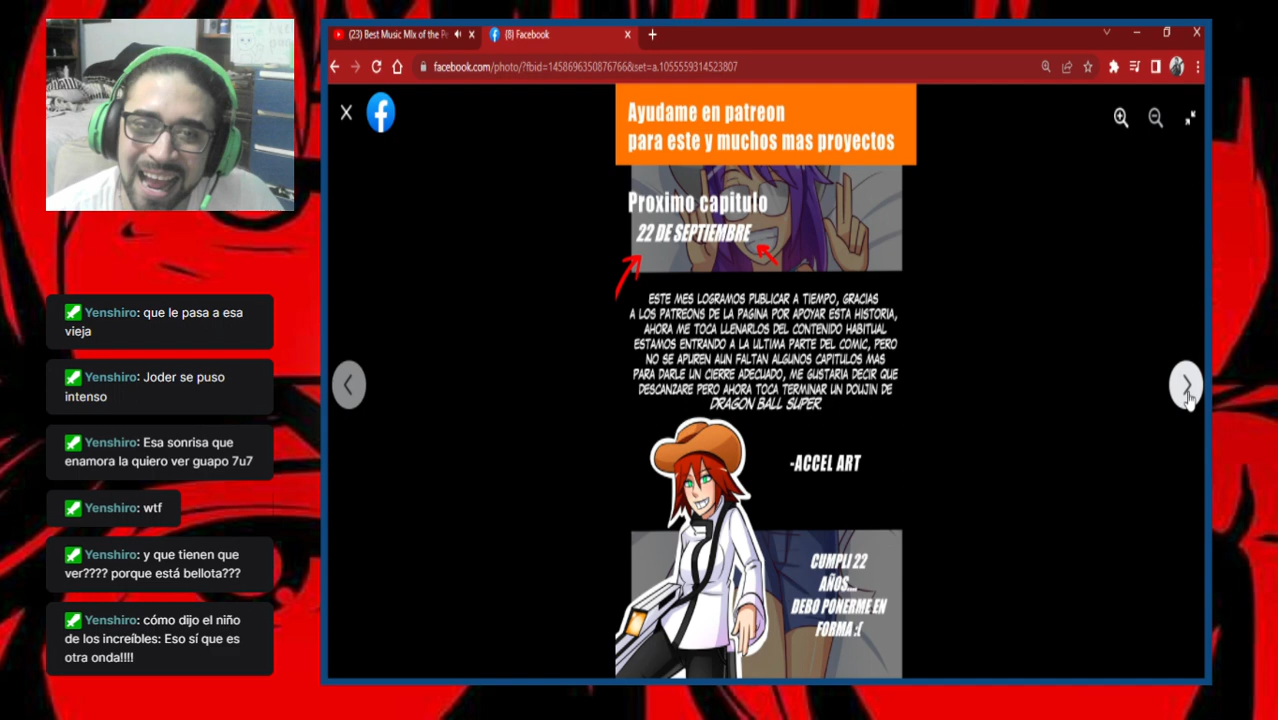 (23) Best Music Mix of the Pe
(8) Facebook
facebook.com/photo/?fbid=1458696350876766&set=a.1055559314523807
Ayudame en patreon
para este y muchos mas proyectos
Proximo capitulo
22 DE SEPTIEMBRE
ESTE MES LOGRAMOS PUBLICAR A TIEMPO, GRACIAS
A LOS PATREONS DE LA PAGINA POR APOYAR ESTA HISTORIA,
AHORA ME TOCA LLENARLOS DEL CONTENIDO HABITUAL
ESTAMOS ENTRANDO A LA ULTIMA PARTE DEL COMIC, PERO
NO SE APUREN AUN FALTAN ALGUNOS CAPITULOS MAS
PARA DARLE UN CIERRE ADECUADO, ME GUSTARIA DECIR QUE
DESCANZARE PERO AHORA TOCA TERMINAR UN DOUJIN DE
DRAGON BALL SUPER.
-ACCEL ART
CUMPLI 22
AÑOS...
DEBO PONERME EN
FORMA :(
Yenshiro: que le pasa a esa
vieja
Yenshiro: Joder se puso
intenso
Yenshiro: Esa sonrisa que
enamora la quiero ver guapo 7u7
Yenshiro: wtf
Yenshiro: y que tienen que
ver???? porque está bellota???
Yenshiro: cómo dijo el niño
de los increíbles: Eso sí que es
otra onda!!!!